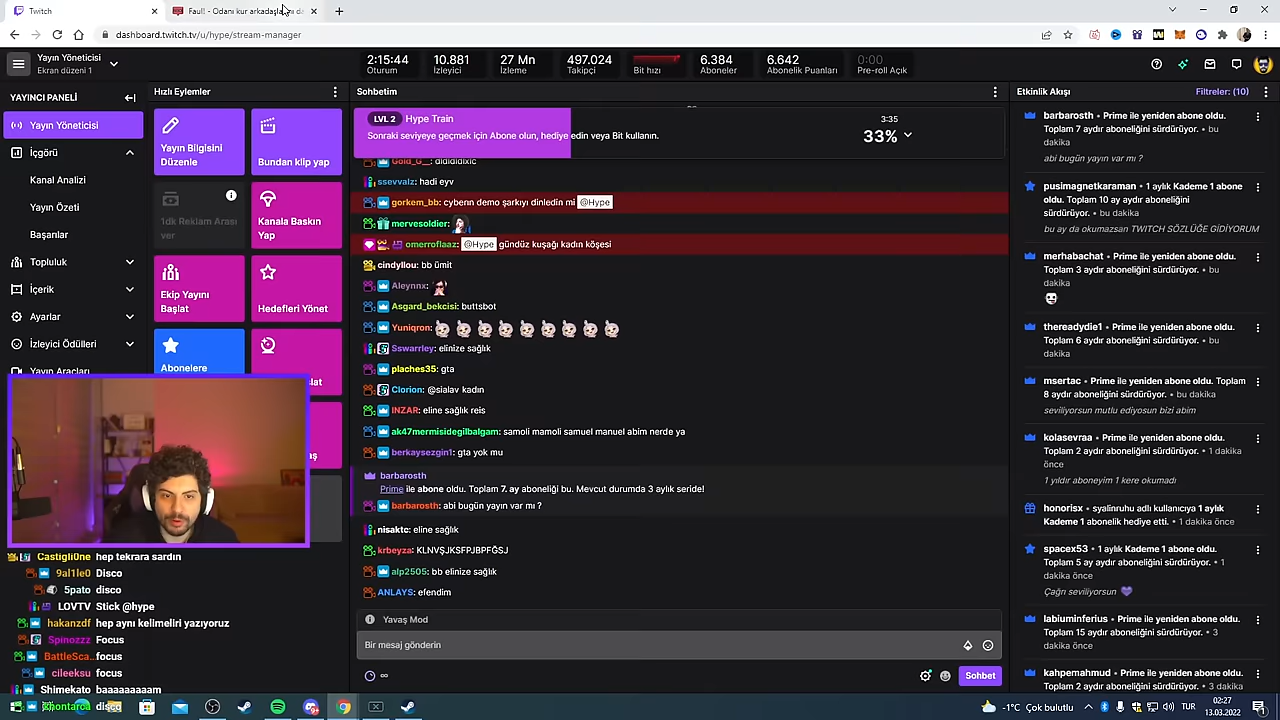 Twitch
Faul! - Odanı kur arkadaşlarını da
dashboard.twitch.tv/u/hype/stream-manager
Yayın Yöneticisi
Ekran düzeni 1
2:15:44
Oturum
10.881
İzleyici
27 Mn
İzleme
497.024
Takipçi
Bit hızı
6.384
Aboneler
6.642
Abonelik Puanları
0:00
Pre-roll Açık
YAYINCI PANELİ
Yayın Yöneticisi
İçgörü
Kanal Analizi
Yayın Özeti
Başarılar
Topluluk
İçerik
Ayarlar
İzleyici Ödülleri
Yayın Araçları
Hızlı Eylemler
Yayın Bilgisini
Düzenle
Bundan klip yap
1dk Reklam Arası
ver
Kanala Baskın
Yap
Ekip Yayını
Başlat
Hedefleri Yönet
Abonelere
Sohbetim
LVL 2 Hype Train
Sonraki seviyeye geçmek için Abone olun, hediye edin veya Bit kullanın.
3:35
33%
Gold_G__: dıdıdıdıxıc
ssevvalz: hadi eyv
gorkem_bb: cybernı demo şarkıyı dinledin mi @Hype
mervesoldier:
omerroflaaz: @Hype gündüz kuşağı kadın köşesi
cindyllou: bb ümit
Aleynnx:
Asgard_bekcisi: buttsbot
Yuniqron:
Sswarrley: elinize sağlık
plaches35: gta
Clorion: @sialav kadın
INZAR: eline sağlık reis
ak47mermisidegilbalgam: samoli mamoli samuel manuel abim nerde ya
berkaysezgin1: gta yok mu
barbarosth
Prime ile abone oldu. Toplam 7. ay aboneliği bu. Mevcut durumda 3 aylık seride!
barbarosth: abi bugün yayın var mı ?
nisaktc: eline sağlık
krbeyza: KLNVŞJKSFPJBPFĞSJ
alp2505: bb elinize sağlık
ANLAYS: efendim
Yavaş Mod
Bir mesaj gönderin
Sohbet
Etkinlik Akışı
Filtreler: (10)
barbarosth • Prime ile yeniden abone oldu.
Toplam 7 aydır aboneliğini sürdürüyor. • bu
dakika
abi bugün yayın var mı ?
pusimagnetkaraman • 1 aylık Kademe 1 abone
oldu. Toplam 10 ay aydır aboneliğini
sürdürüyor. • bu dakika
bu ay da okumazsan TWITCH SÖZLÜĞE GİDİYORUM
merhabachat • Prime ile yeniden abone oldu.
Toplam 3 aydır aboneliğini sürdürüyor. • bu
dakika
thereadydie1 • Prime ile yeniden abone oldu.
Toplam 6 aydır aboneliğini sürdürüyor. • bu
dakika
msertac • Prime ile yeniden abone oldu. Toplam
8 aydır aboneliğini sürdürüyor. • bu dakika
seviliyorsun mutlu ediyosun bizi abim
kolasevraa • Prime ile yeniden abone oldu.
Toplam 2 aydır aboneliğini sürdürüyor. • 1 dakika
önce
1 yıldır aboneyim 1 kere okumadı
honorisx • syalinruhu adlı kullanıcıya 1 aylık
Kademe 1 abonelik hediye etti. • 1 dakika önce
spacex53 • 1 aylık Kademe 1 abone oldu.
Toplam 5 ay aydır aboneliğini sürdürüyor. • 1
dakika önce
Çağrı seviliyorsun
labiuminferius • Prime ile yeniden abone oldu.
Toplam 15 aydır aboneliğini sürdürüyor. • 3
dakika önce
kahpemahmud • Prime ile yeniden abone oldu.
Toplam 2 aydır aboneliğini sürdürüyor. • 3 dakika
Castigli0ne hep tekrara sardın
9al1le0 Disco
5pato disco
LOVTV Stick @hype
hakanzdf hep aynı kelimeliri yazıyoruz
Spinozzz Focus
BattleSca... focus
cileeksu focus
Shimekato baaaaaaaaam
-1°C Çok bulutlu
TUR
02:27
13.03.2022